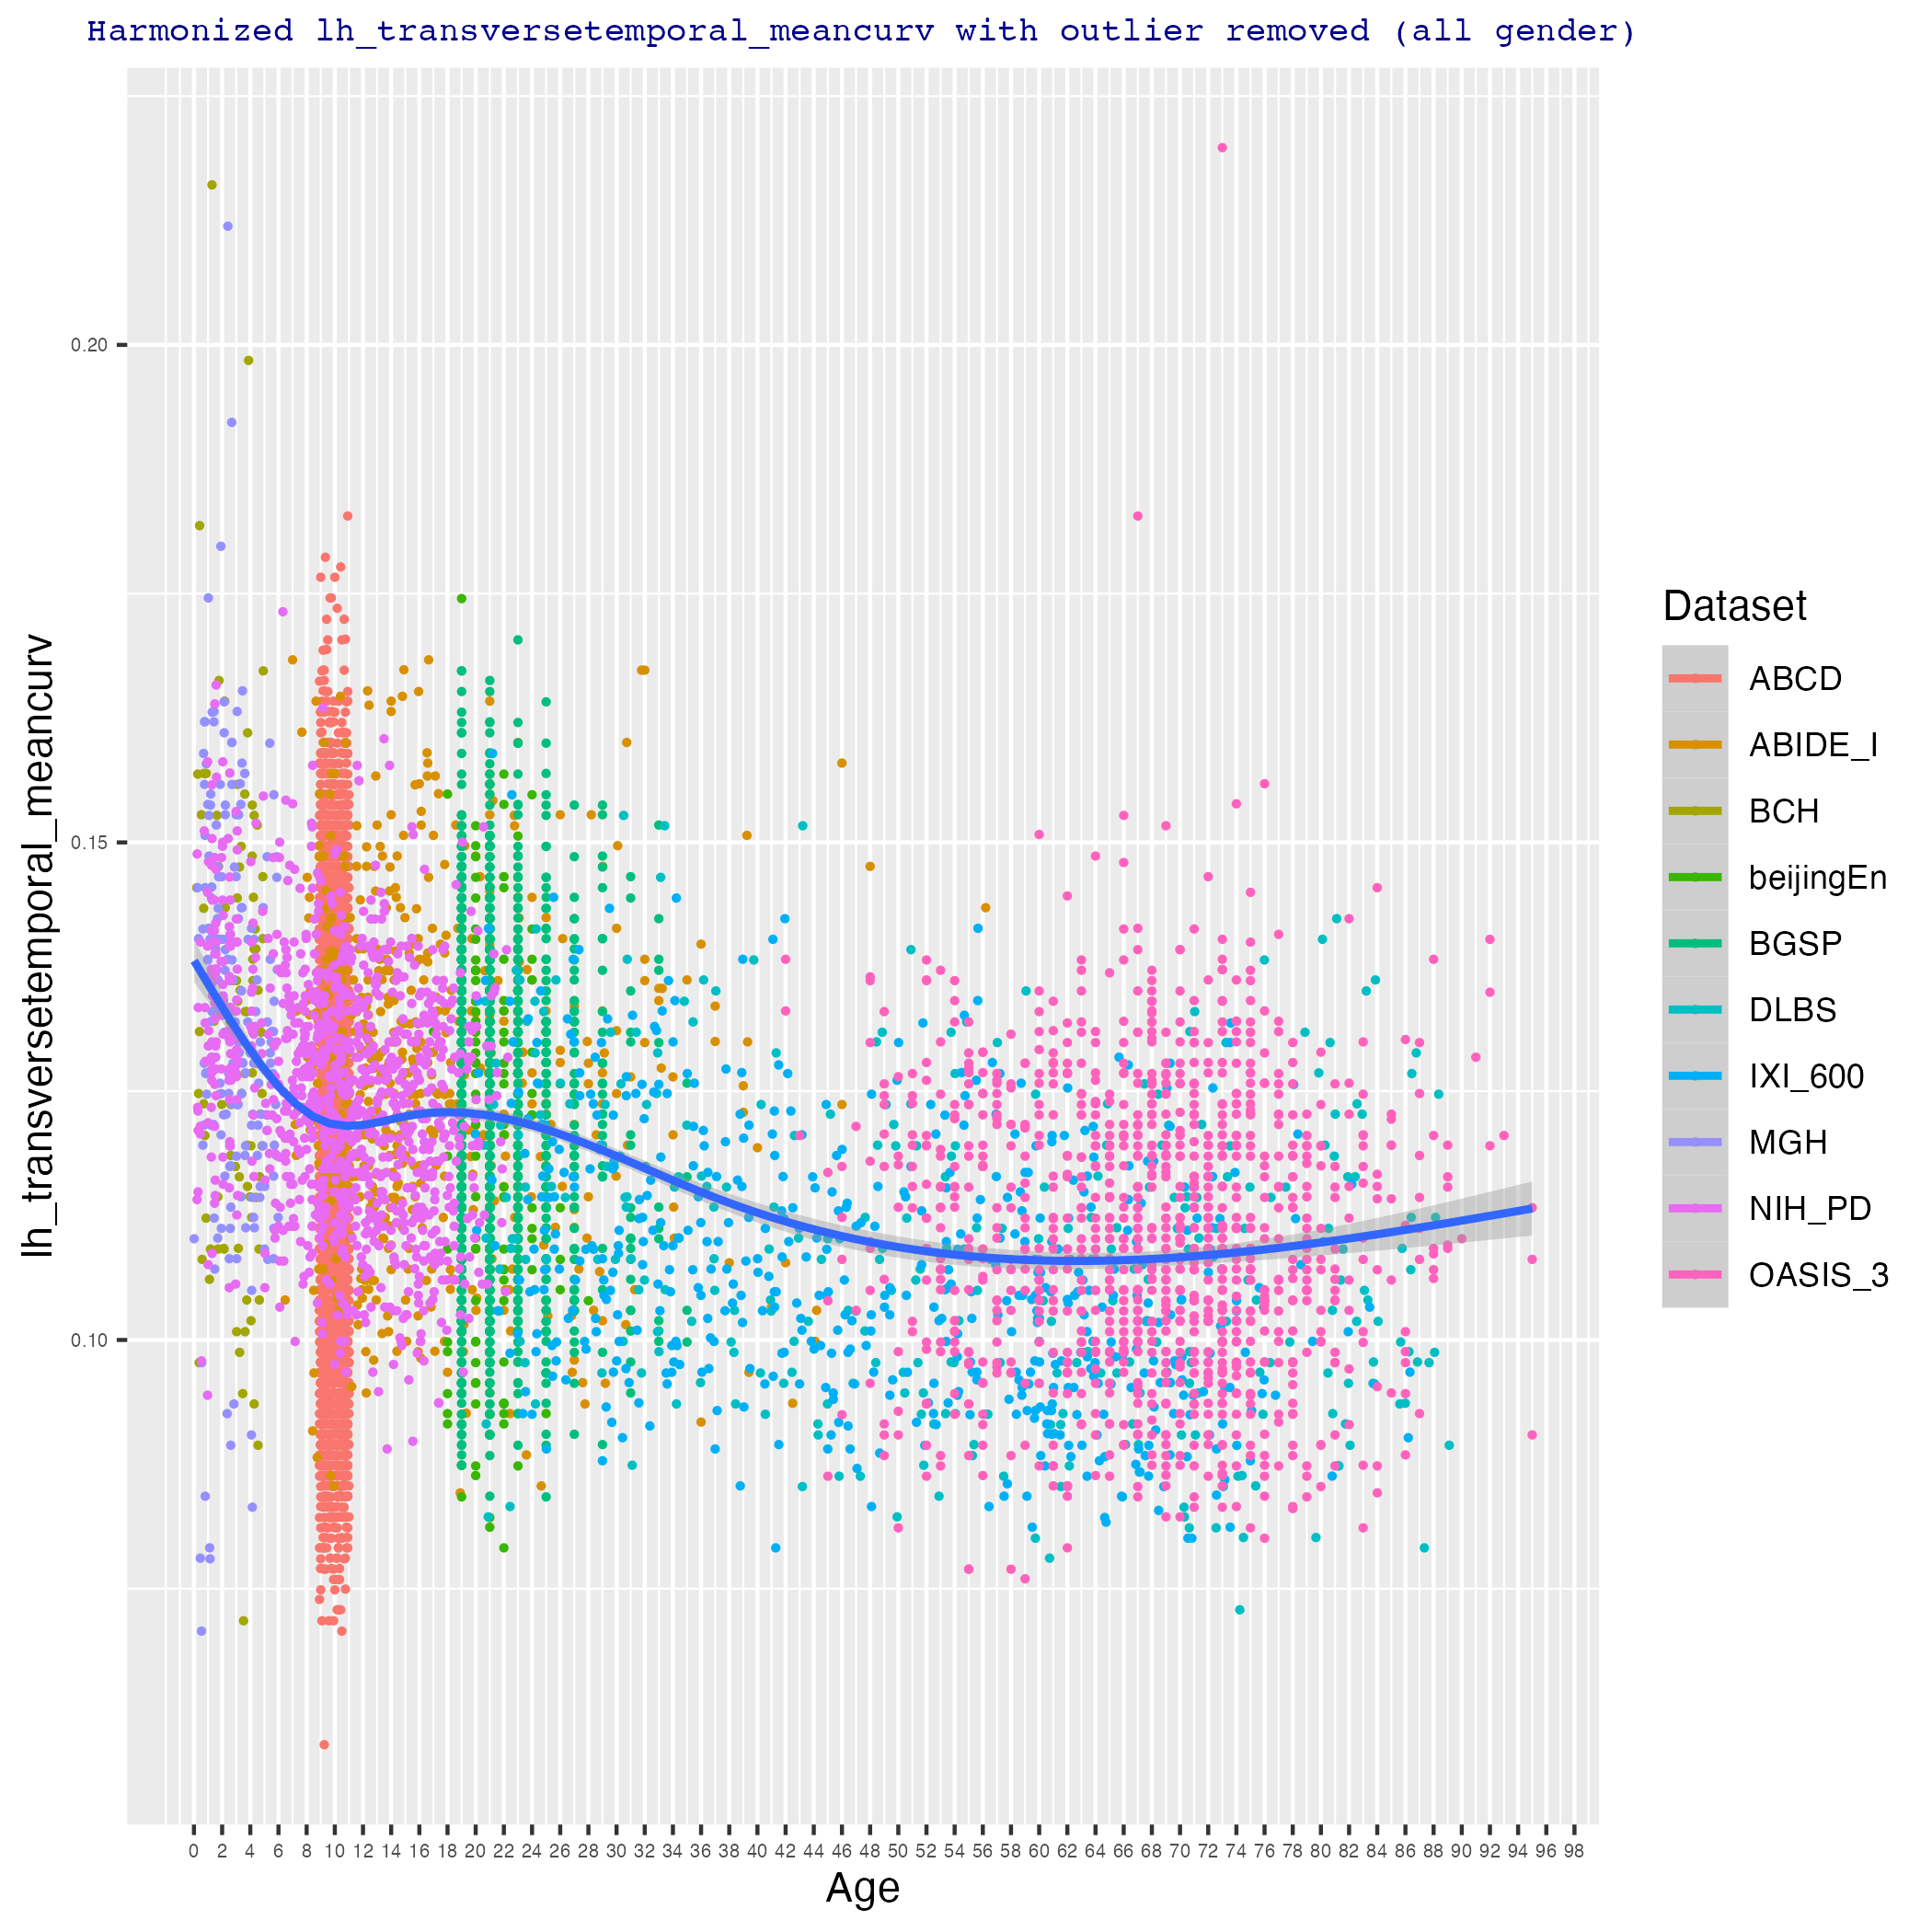 Harmonized lh_transversetemporal_meancurv with outlier removed (all gender)
lh_transversetemporal_meancurv
0.20
0.15
0.10
0 2 4 6 8 10 12 14 16 18 20 22 24 26 28 30 32 34 36 38 40 42 44 46 48 50 52 54 56 58 60 62 64 66 68 70 72 74 76 78 80 82 84 86 88 90 92 94 96 98
Age
Dataset
ABCD
ABIDE_I
BCH
beijingEn
BGSP
DLBS
IXI_600
MGH
NIH_PD
OASIS_3